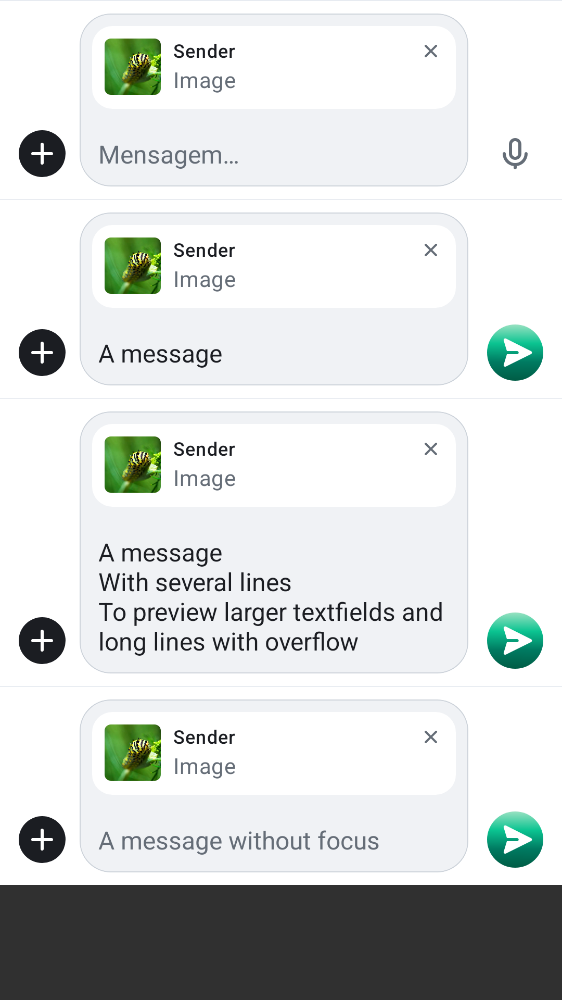 Sender
Image
Mensagem…
Sender
Image
A message
Sender
Image
A message
With several lines
To preview larger textfields and
long lines with overflow
Sender
Image
A message without focus